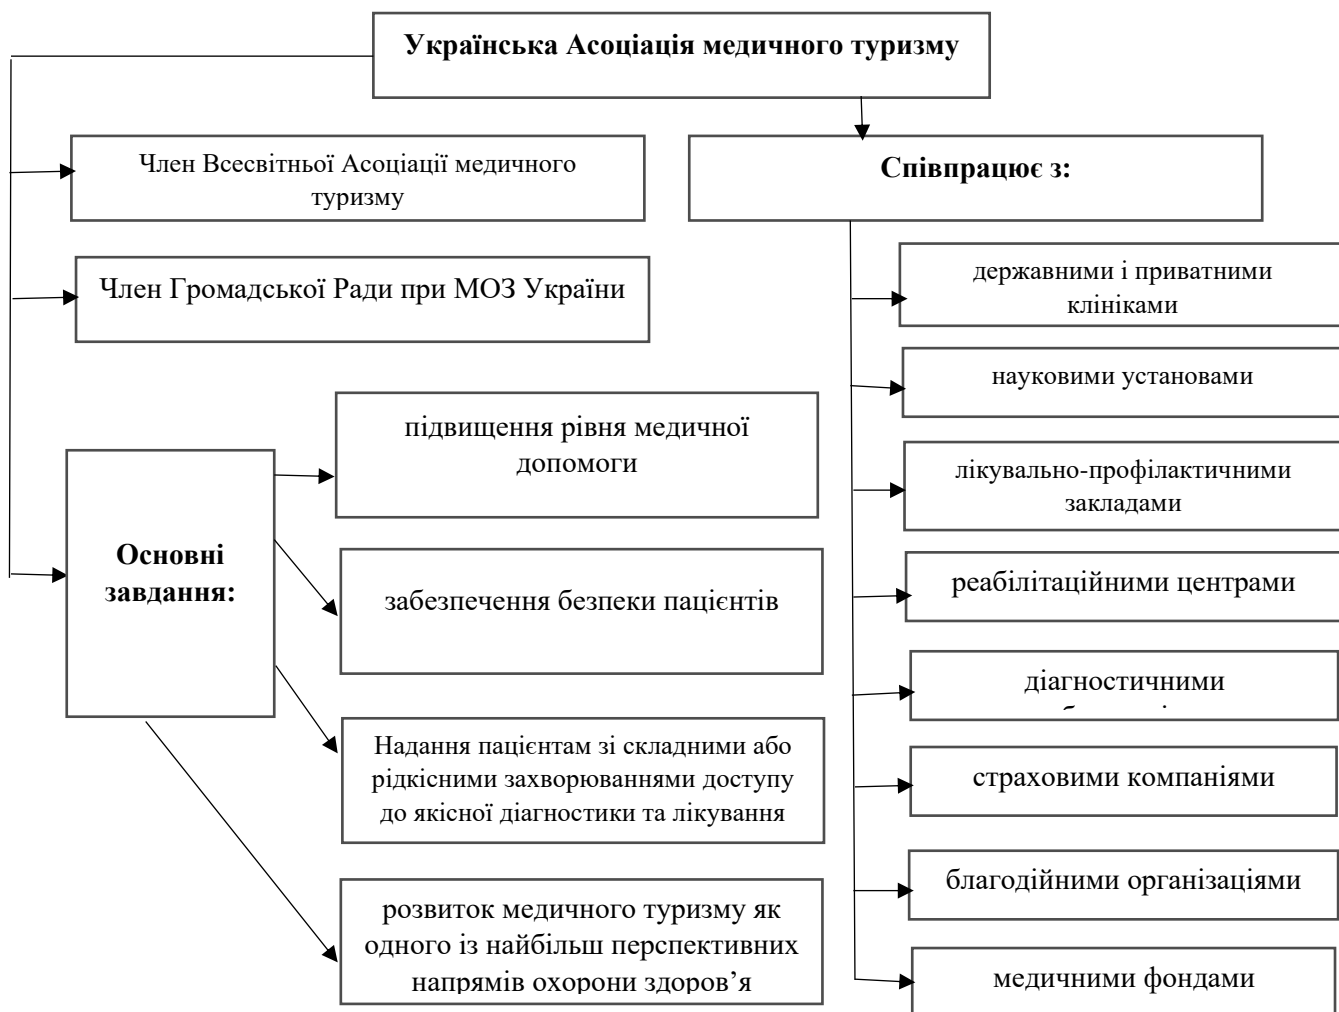 Українська Асоціація медичного туризму
Член Всесвітньої Асоціації медичного
туризму
Член Громадської Ради при МОЗ України
Основні
завдання:
підвищення рівня медичної
допомоги
забезпечення безпеки пацієнтів
Надання пацієнтам зі складними або
рідкісними захворюваннями доступу
до якісної діагностики та лікування
розвиток медичного туризму як
одного із найбільш перспективних
напрямів охорони здоров’я
Співпрацює з:
державними і приватними
клініками
науковими установами
лікувально-профілактичними
закладами
реабілітаційними центрами
діагностичними
страховими компаніями
благодійними організаціями
медичними фондами